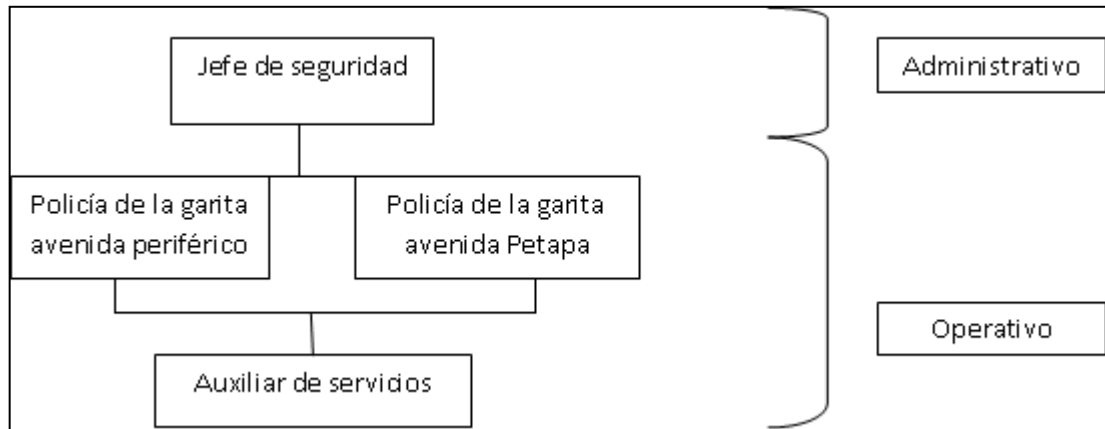 Jefe de seguridad
Administrativo
Policía de la garita
avenida periférico
Policía de la garita
avenida Petapa
Operativo
Auxiliar de servicios